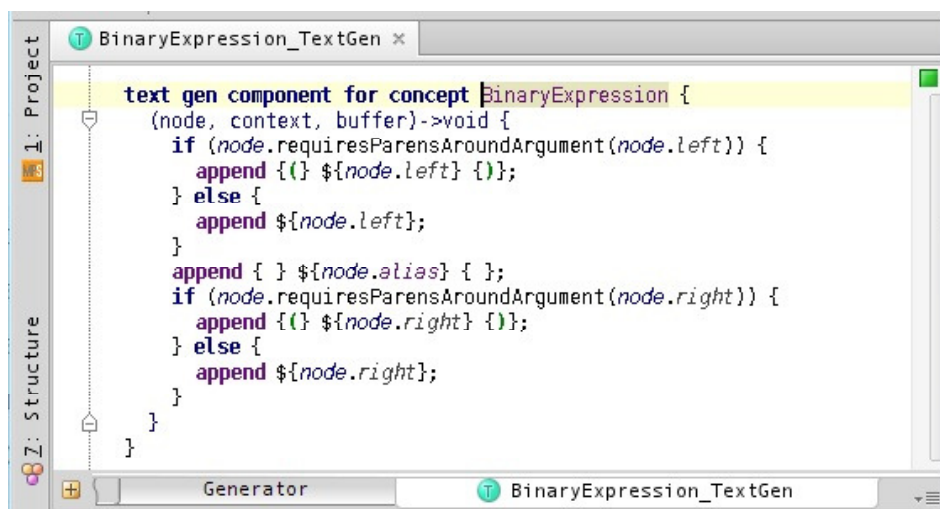 BinaryExpression_TextGen ×
1: Project
MPS
7: Structure
text gen component for concept BinaryExpression {
(node, context, buffer)->void {
if (node.requiresParensAroundArgument(node.left)) {
append {(} ${node.left} {)};
} else {
append ${node.left};
}
append { } ${node.alias} { };
if (node.requiresParensAroundArgument(node.right)) {
append {(} ${node.right} {)};
} else {
append ${node.right};
}
}
}
Generator
T BinaryExpression_TextGen